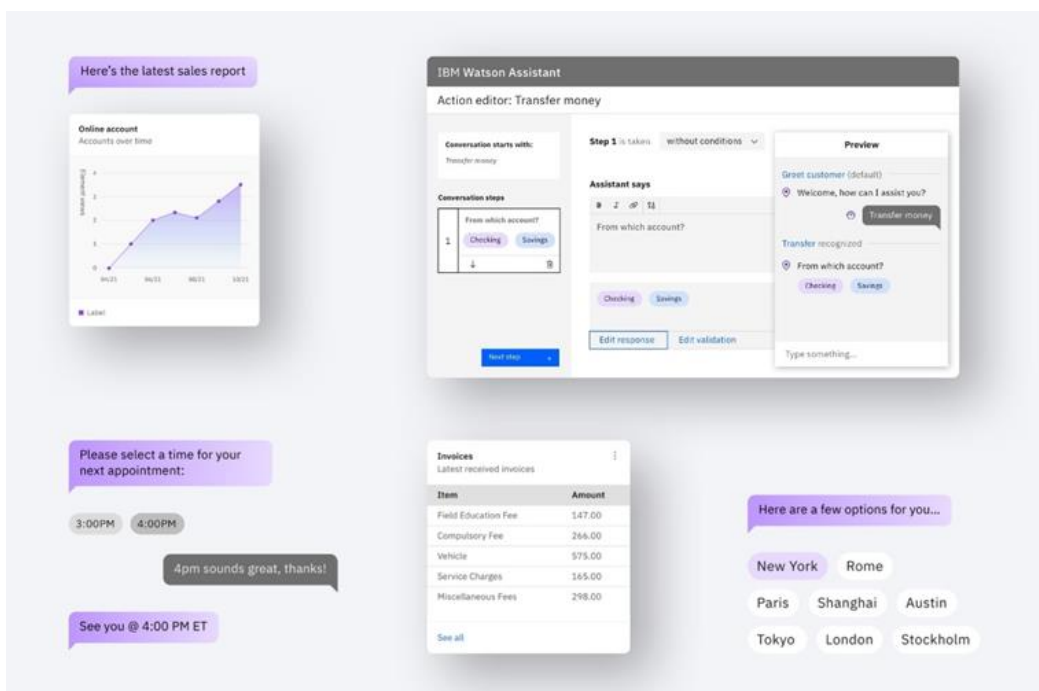 Here's the latest sales report
Online account
Accounts over time
4
3
2
1
0
04/21
06/21
08/21
10/21
Label
IBM Watson Assistant
Action editor: Transfer money
Conversation starts with:
Transfer money
Conversation steps
1
From which account?
Checking
Savings
Next step
Step 1 is taken
without conditions
Assistant says
B I
From which account?
Checking
Savings
Edit response
Edit validation
Preview
Greet customer (default)
Welcome, how can I assist you?
Transfer money
Transfer recognized
From which account?
Checking
Savings
Type something...
Please select a time for your
next appointment:
3:00PM
4:00PM
4pm sounds great, thanks!
See you @ 4:00 PM ET
Invoices
Latest received invoices
Item Amount
Field Education Fee 147.00
Compulsory Fee 266.00
Vehicle 575.00
Service Charges 165.00
Miscellaneous Fees 298.00
See all
Here are a few options for you...
New York Rome
Paris Shanghai Austin
Tokyo London Stockholm